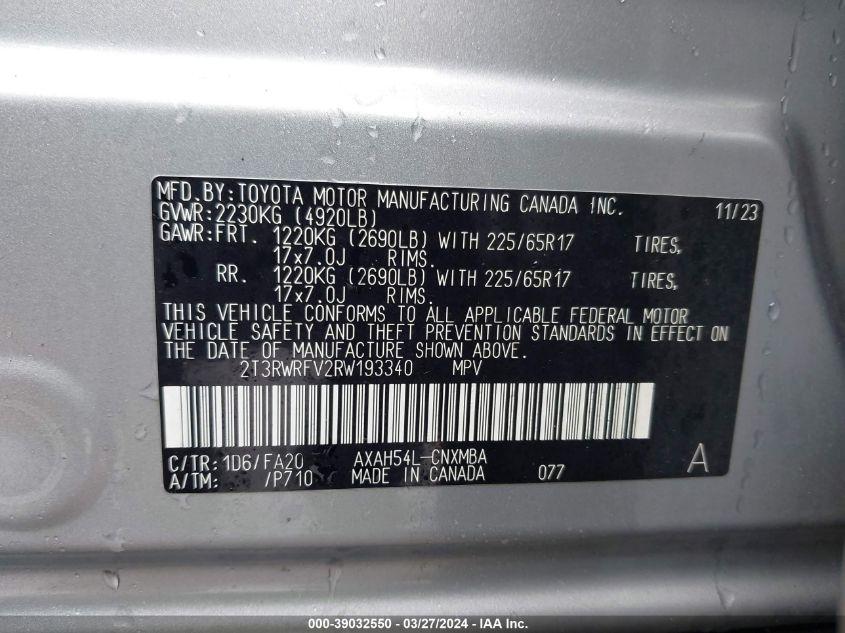 MFD.BY:TOYOTA MOTOR MANUFACTURING CANADA INC. 11/23
GVWR:2230KG (4920LB)
GAWR:FRT. 1220KG (2690LB) WITH 225/65R17 TIRES,
17x7.0J RIMS.
RR. 1220KG (2690LB) WITH 225/65R17 TIRES,
17x7.0J RIMS.
THIS VEHICLE CONFORMS TO ALL APPLICABLE FEDERAL MOTOR
VEHICLE SAFETY AND THEFT PREVENTION STANDARDS IN EFFECT ON
THE DATE OF MANUFACTURE SHOWN ABOVE.
2T3RWRFV2RW193340 MPV
C/TR:1D6/FA20 AXAH54L-CNXMBA A
A/TM: /P710 MADE IN CANADA 077
000-39032550 - 03/27/2024 - IAA Inc.